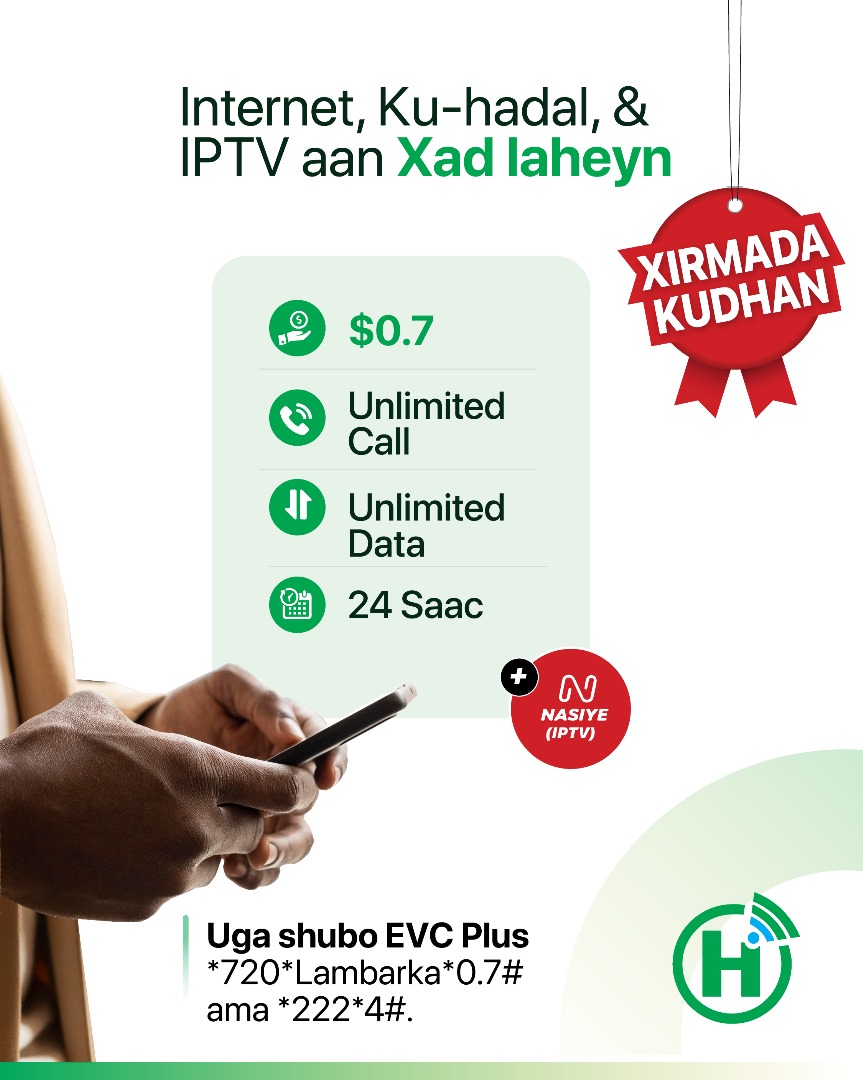 Internet, Ku-hadal, &
IPTV aan Xad laheyn
XIRMADA
KUDHAN
$0.7
Unlimited
Call
Unlimited
Data
24 Saac
+
NASIYE
(IPTV)
Uga shubo EVC Plus
*720*Lambarka*0.7#
ama *222*4#.
H